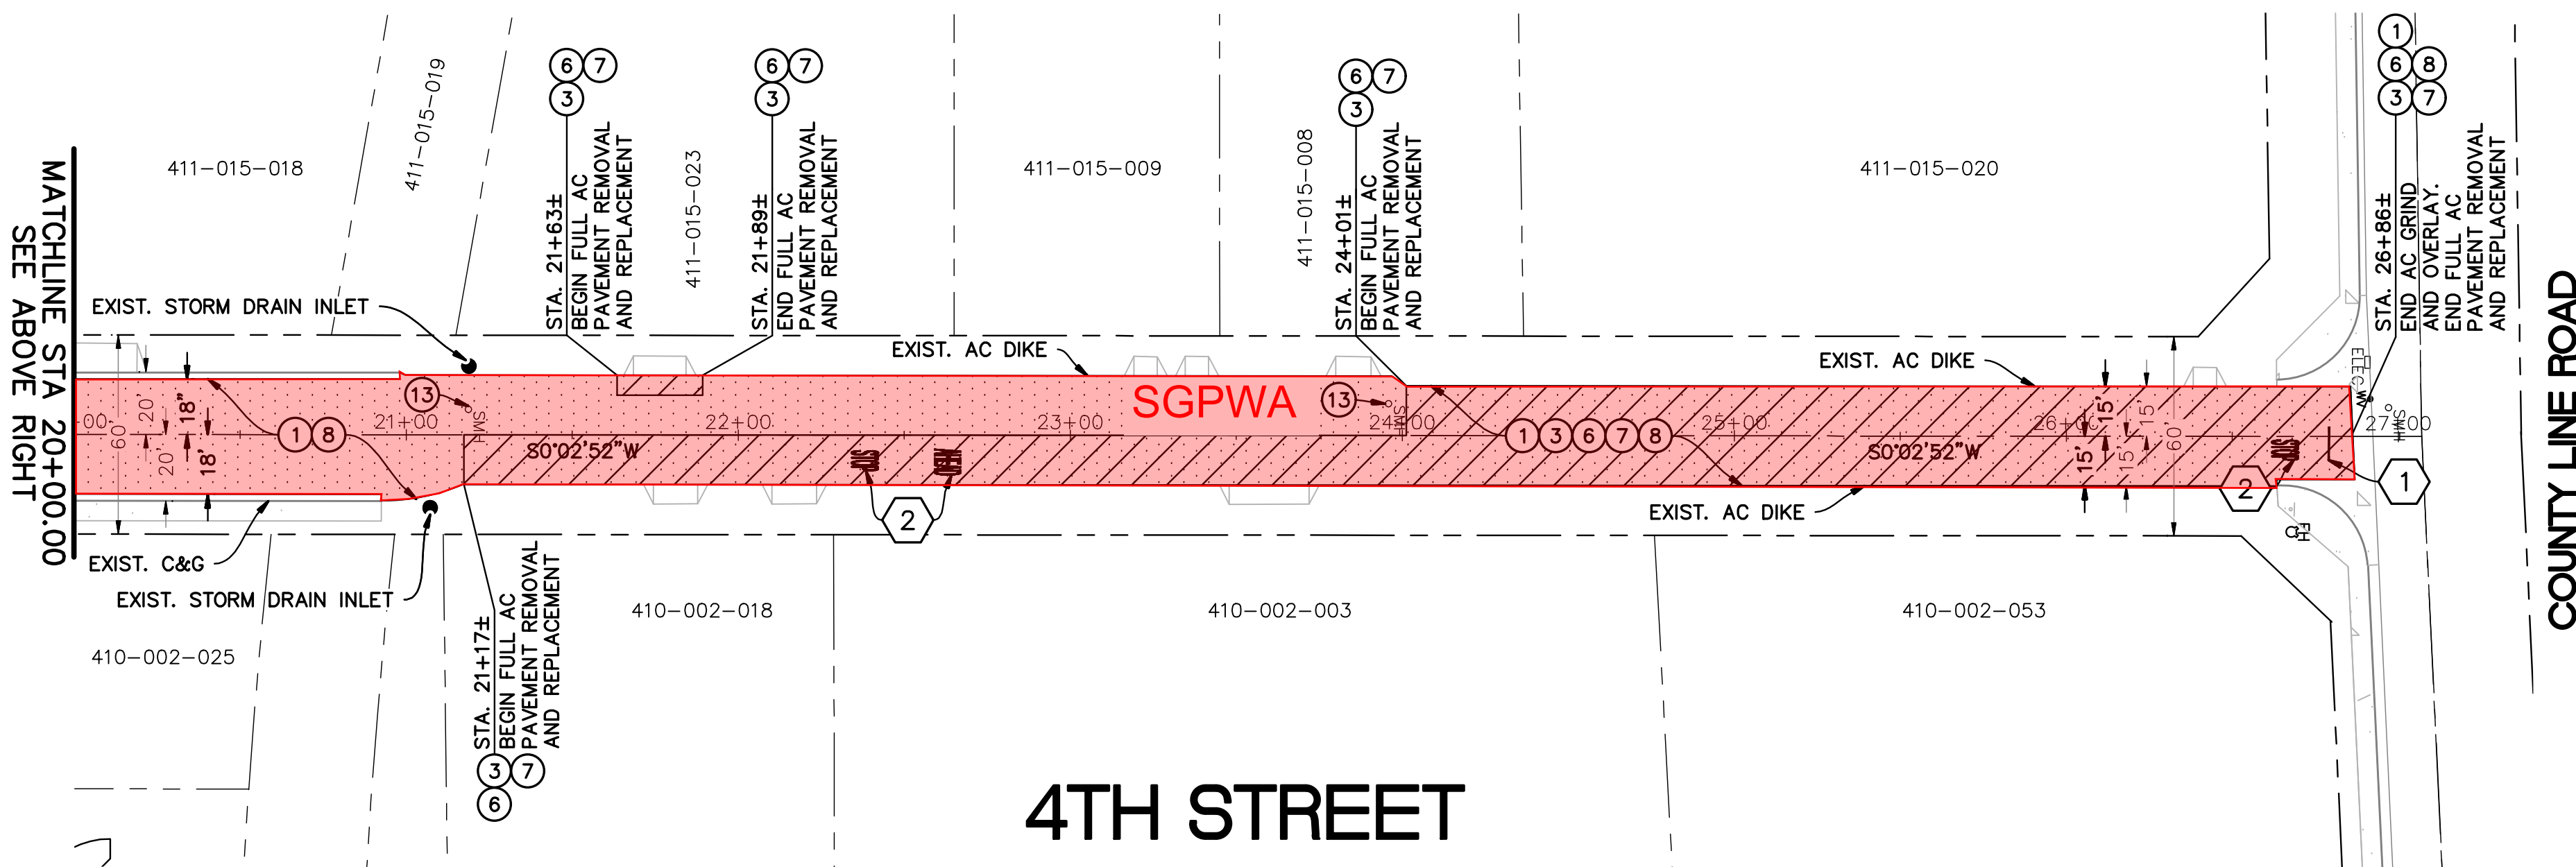 MATCHLINE STA 20+00.00
SEE ABOVE RIGHT
411-015-018
411-015-019
6 7
3
STA. 21+63±
BEGIN FULL AC
PAVEMENT REMOVAL
AND REPLACEMENT
411-015-023
6 7
3
STA. 21+89±
END FULL AC
PAVEMENT REMOVAL
AND REPLACEMENT
411-015-009
411-015-008
6 7
3
STA. 24+01±
BEGIN FULL AC
PAVEMENT REMOVAL
AND REPLACEMENT
411-015-020
1
6 8
3 7
STA. 26+86±
END AC GRIND
AND OVERLAY.
END FULL AC
PAVEMENT REMOVAL
AND REPLACEMENT
COUNTY LINE ROAD
EXIST. STORM DRAIN INLET
EXIST. AC DIKE
EXIST. AC DIKE
ELEC.W
60'
20'
18"
20'
18'
1 8
13
SMH
21+00
22+00
23+00
SGPWA
13
SMH
24+00
1 3 6 7 8
25+00
26+00
15'
15'
15'
15'
60'
27+00
SMH
S0°02'52"W
STOP
AHEAD
2
S0°02'52"W
STOP
2
1
EXIST. AC DIKE
FH
EXIST. C&G
EXIST. STORM DRAIN INLET
410-002-025
STA. 21+17±
BEGIN FULL AC
PAVEMENT REMOVAL
AND REPLACEMENT
3 7
6
410-002-018
410-002-003
410-002-053
4TH STREET